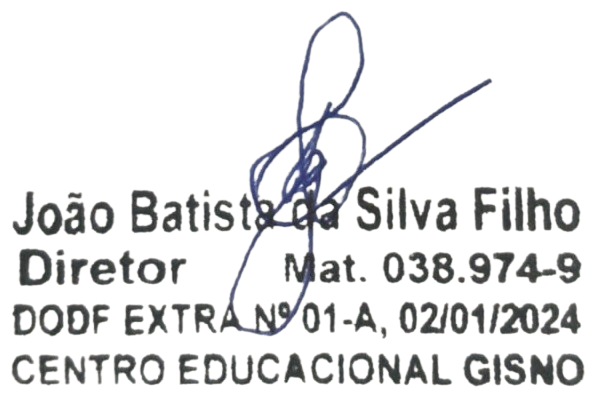 João Batista da Silva Filho
Diretor Mat. 038.974-9
DODF EXTRA Nº 01-A, 02/01/2024
CENTRO EDUCACIONAL GISNO